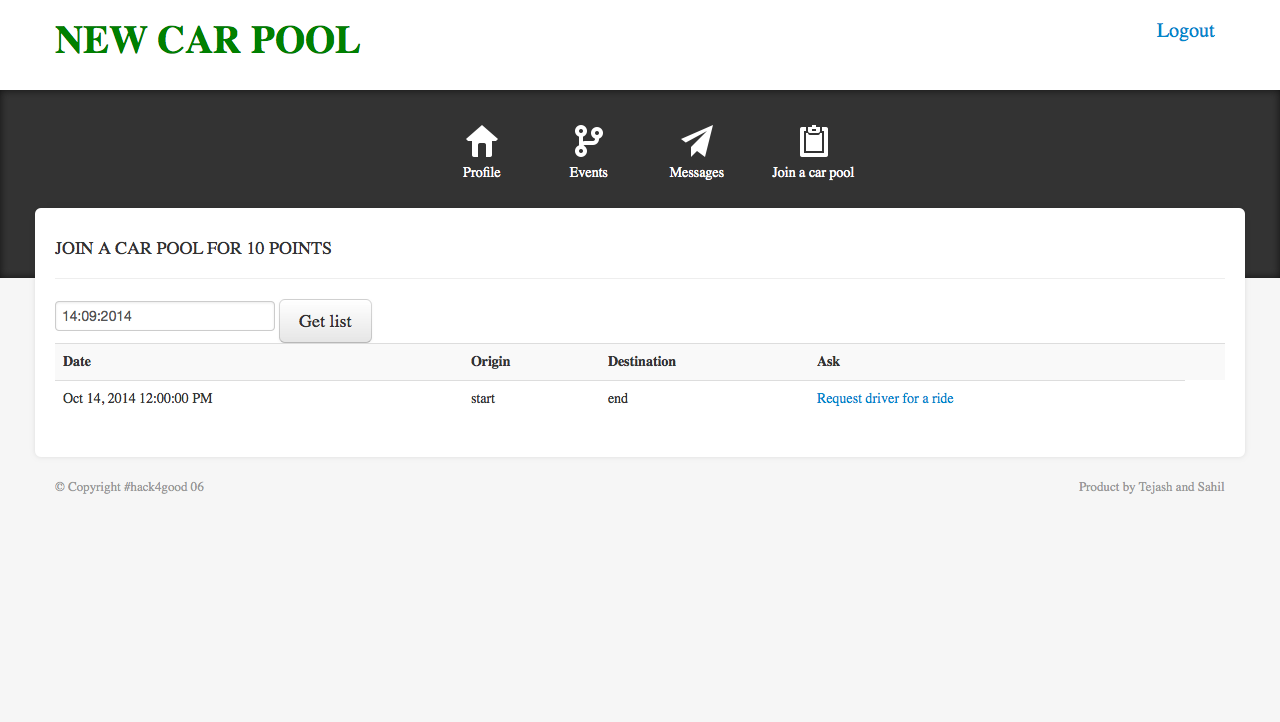 NEW CAR POOL
Logout
Profile
Events
Messages
Join a car pool
JOIN A CAR POOL FOR 10 POINTS
14:09:2014
Get list
Date Origin Destination Ask
Oct 14, 2014 12:00:00 PM start end Request driver for a ride
© Copyright #hack4good 06
Product by Tejash and Sahil